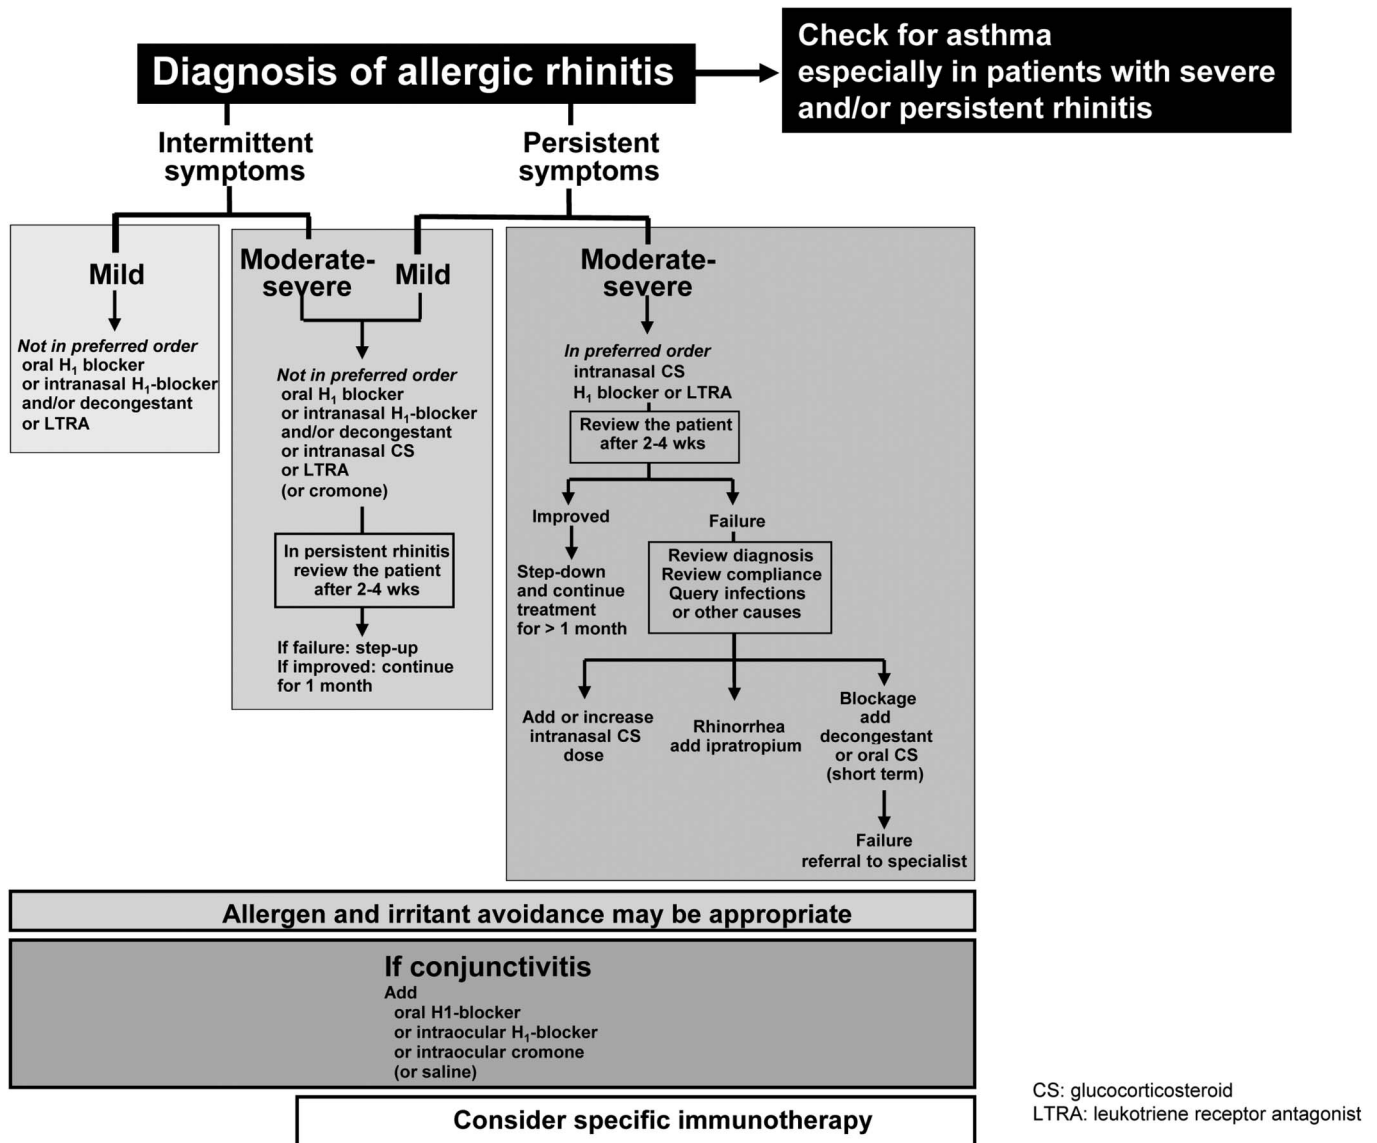 Diagnosis of allergic rhinitis
Check for asthma
especially in patients with severe
and/or persistent rhinitis
Intermittent
symptoms
Persistent
symptoms
Mild
Not in preferred order
oral H₁ blocker
or intranasal H₁-blocker
and/or decongestant
or LTRA
Moderate-
severe
Mild
Not in preferred order
oral H₁ blocker
or intranasal H₁-blocker
and/or decongestant
or intranasal CS
or LTRA
(or cromone)
In persistent rhinitis
review the patient
after 2-4 wks
If failure: step-up
If improved: continue
for 1 month
Moderate-
severe
In preferred order
intranasal CS
H₁ blocker or LTRA
Review the patient
after 2-4 wks
Improved
Step-down
and continue
treatment
for > 1 month
Failure
Review diagnosis
Review compliance
Query infections
or other causes
Add or increase
intranasal CS
dose
Rhinorrhea
add ipratropium
Blockage
add
decongestant
or oral CS
(short term)
Failure
referral to specialist
Allergen and irritant avoidance may be appropriate
If conjunctivitis
Add
oral H1-blocker
or intraocular H₁-blocker
or intraocular cromone
(or saline)
Consider specific immunotherapy
CS: glucocorticosteroid
LTRA: leukotriene receptor antagonist